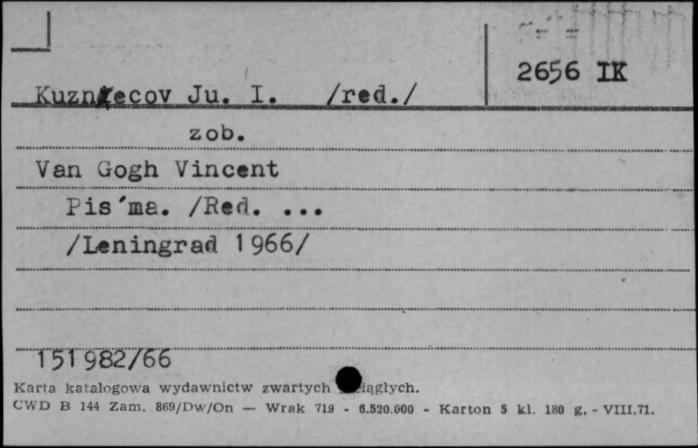 2656 IK
Kuznecov Ju. I. /red./
zob.
Van Gogh Vincent
Pis'ma. /Red. ...
/Leningrad 1966/
151982/66
Karta katalogowa wydawnictw zwartych
CWD B 144 Zam. 869/Dw/On — Wrak 719 - 6.520.000 - Karton 5 kl. 180 g. - VIII.71.